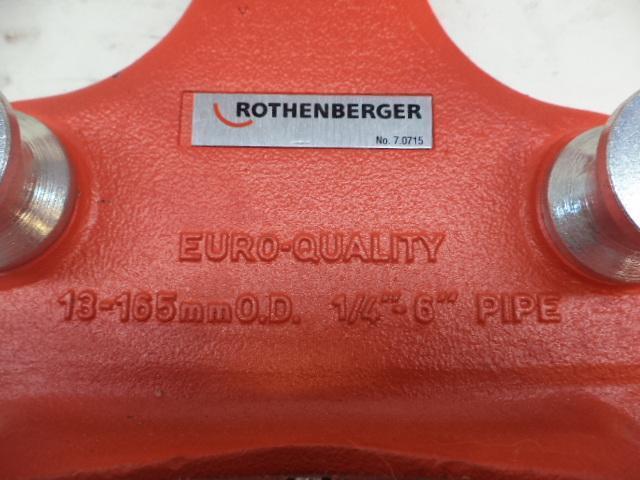 ROTHENBERGER
No. 7.0715
EURO-QUALITY
13-165mm O.D. 1/4"-6" PIPE